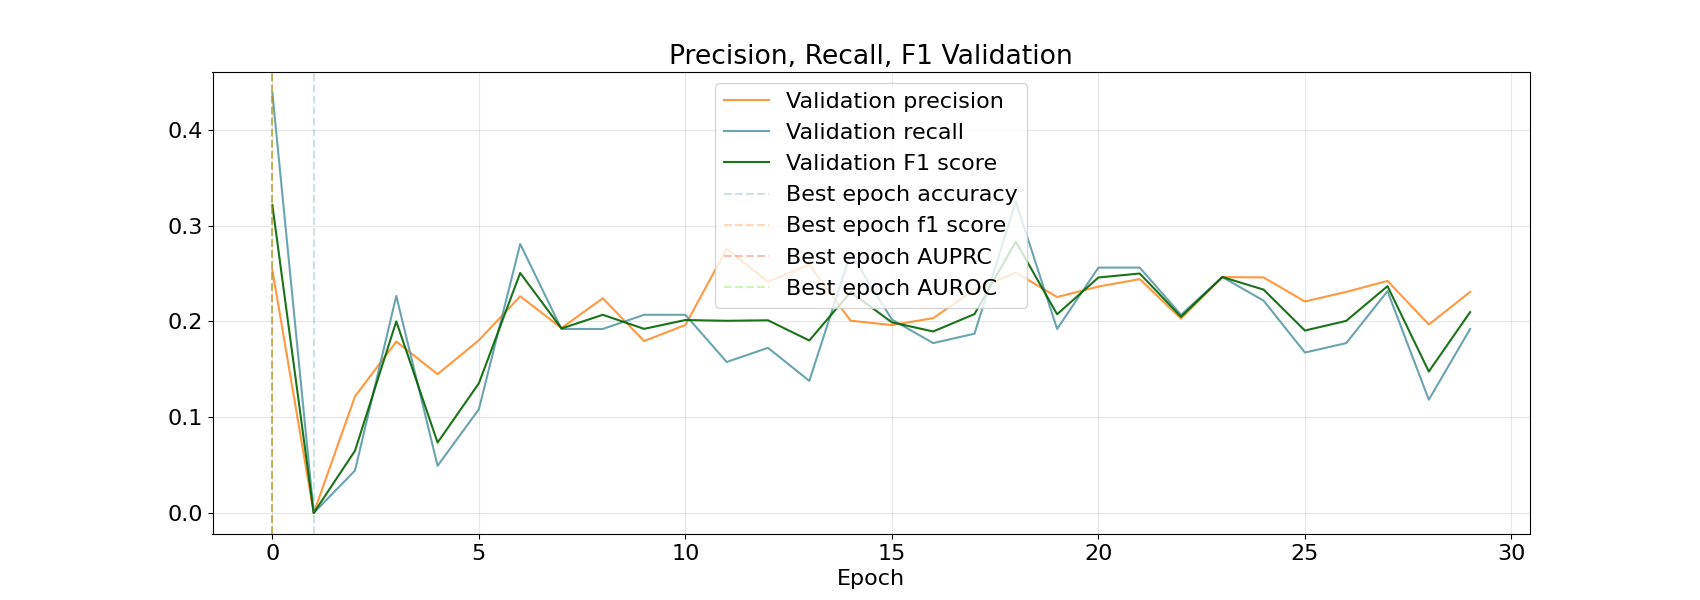 Precision, Recall, F1 Validation
Validation precision
Validation recall
Validation F1 score
Best epoch accuracy
Best epoch f1 score
Best epoch AUPRC
Best epoch AUROC
0.4
0.3
0.2
0.1
0.0
0 5 10 15 20 25 30
Epoch